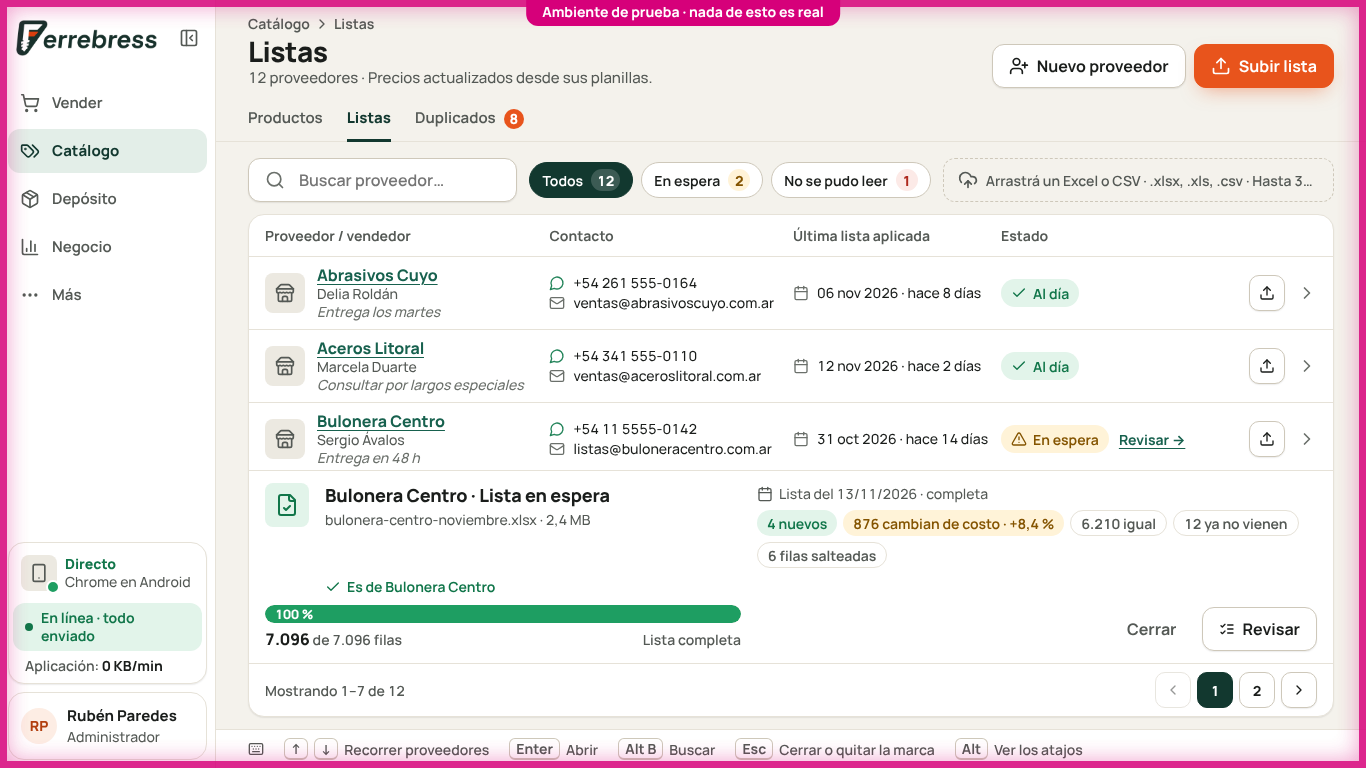 Ambiente de prueba · nada de esto es real
Ferrebress
Vender
Catálogo
Depósito
Negocio
Más
Directo
Chrome en Android
En línea · todo
enviado
Aplicación: 0 KB/min
RP
Rubén Paredes
Administrador
Catálogo > Listas
Listas
12 proveedores · Precios actualizados desde sus planillas.
Nuevo proveedor
Subir lista
Productos
Listas
Duplicados 8
Buscar proveedor...
Todos 12
En espera 2
No se pudo leer 1
Arrastrá un Excel o CSV · .xlsx, .xls, .csv · Hasta 3...
Proveedor / vendedor
Contacto
Última lista aplicada
Estado
Abrasivos Cuyo
Delia Roldán
Entrega los martes
+54 261 555-0164
ventas@abrasivoscuyo.com.ar
06 nov 2026 · hace 8 días
Al día
Aceros Litoral
Marcela Duarte
Consultar por largos especiales
+54 341 555-0110
ventas@aceroslitoral.com.ar
12 nov 2026 · hace 2 días
Al día
Bulonera Centro
Sergio Ávalos
Entrega en 48 h
+54 11 5555-0142
listas@buloneracentro.com.ar
31 oct 2026 · hace 14 días
En espera
Revisar →
Bulonera Centro · Lista en espera
bulonera-centro-noviembre.xlsx · 2,4 MB
Es de Bulonera Centro
100 %
7.096 de 7.096 filas
Lista completa
Lista del 13/11/2026 · completa
4 nuevos
876 cambian de costo · +8,4 %
6.210 igual
12 ya no vienen
6 filas salteadas
Cerrar
Revisar
Mostrando 1–7 de 12
1
2
↑ ↓ Recorrer proveedores
Enter Abrir
Alt B Buscar
Esc Cerrar o quitar la marca
Alt Ver los atajos